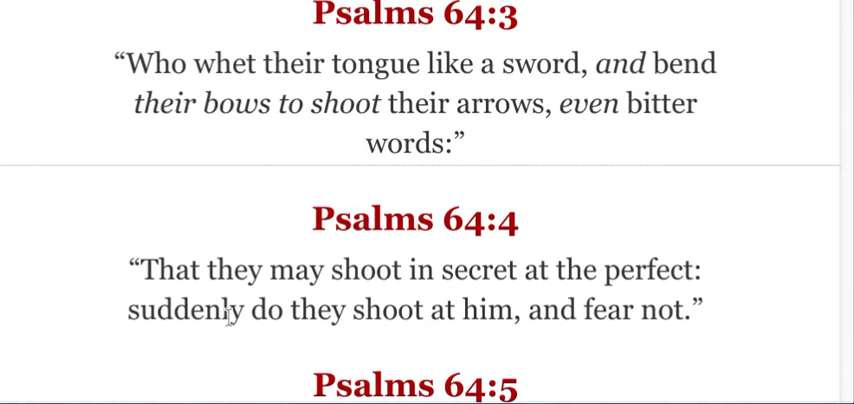 Psalms 64:3
“Who whet their tongue like a sword, and bend
their bows to shoot their arrows, even bitter
words:”
Psalms 64:4
“That they may shoot in secret at the perfect:
suddenly do they shoot at him, and fear not.”
Psalms 64:5